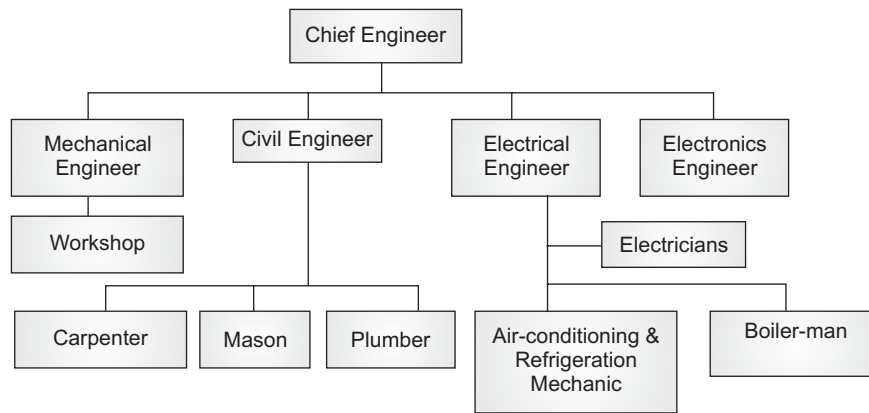 Chief Engineer
Mechanical
Engineer
Civil Engineer
Electrical
Engineer
Electronics
Engineer
Workshop
Electricians
Carpenter
Mason
Plumber
Air-conditioning &
Refrigeration
Mechanic
Boiler-man